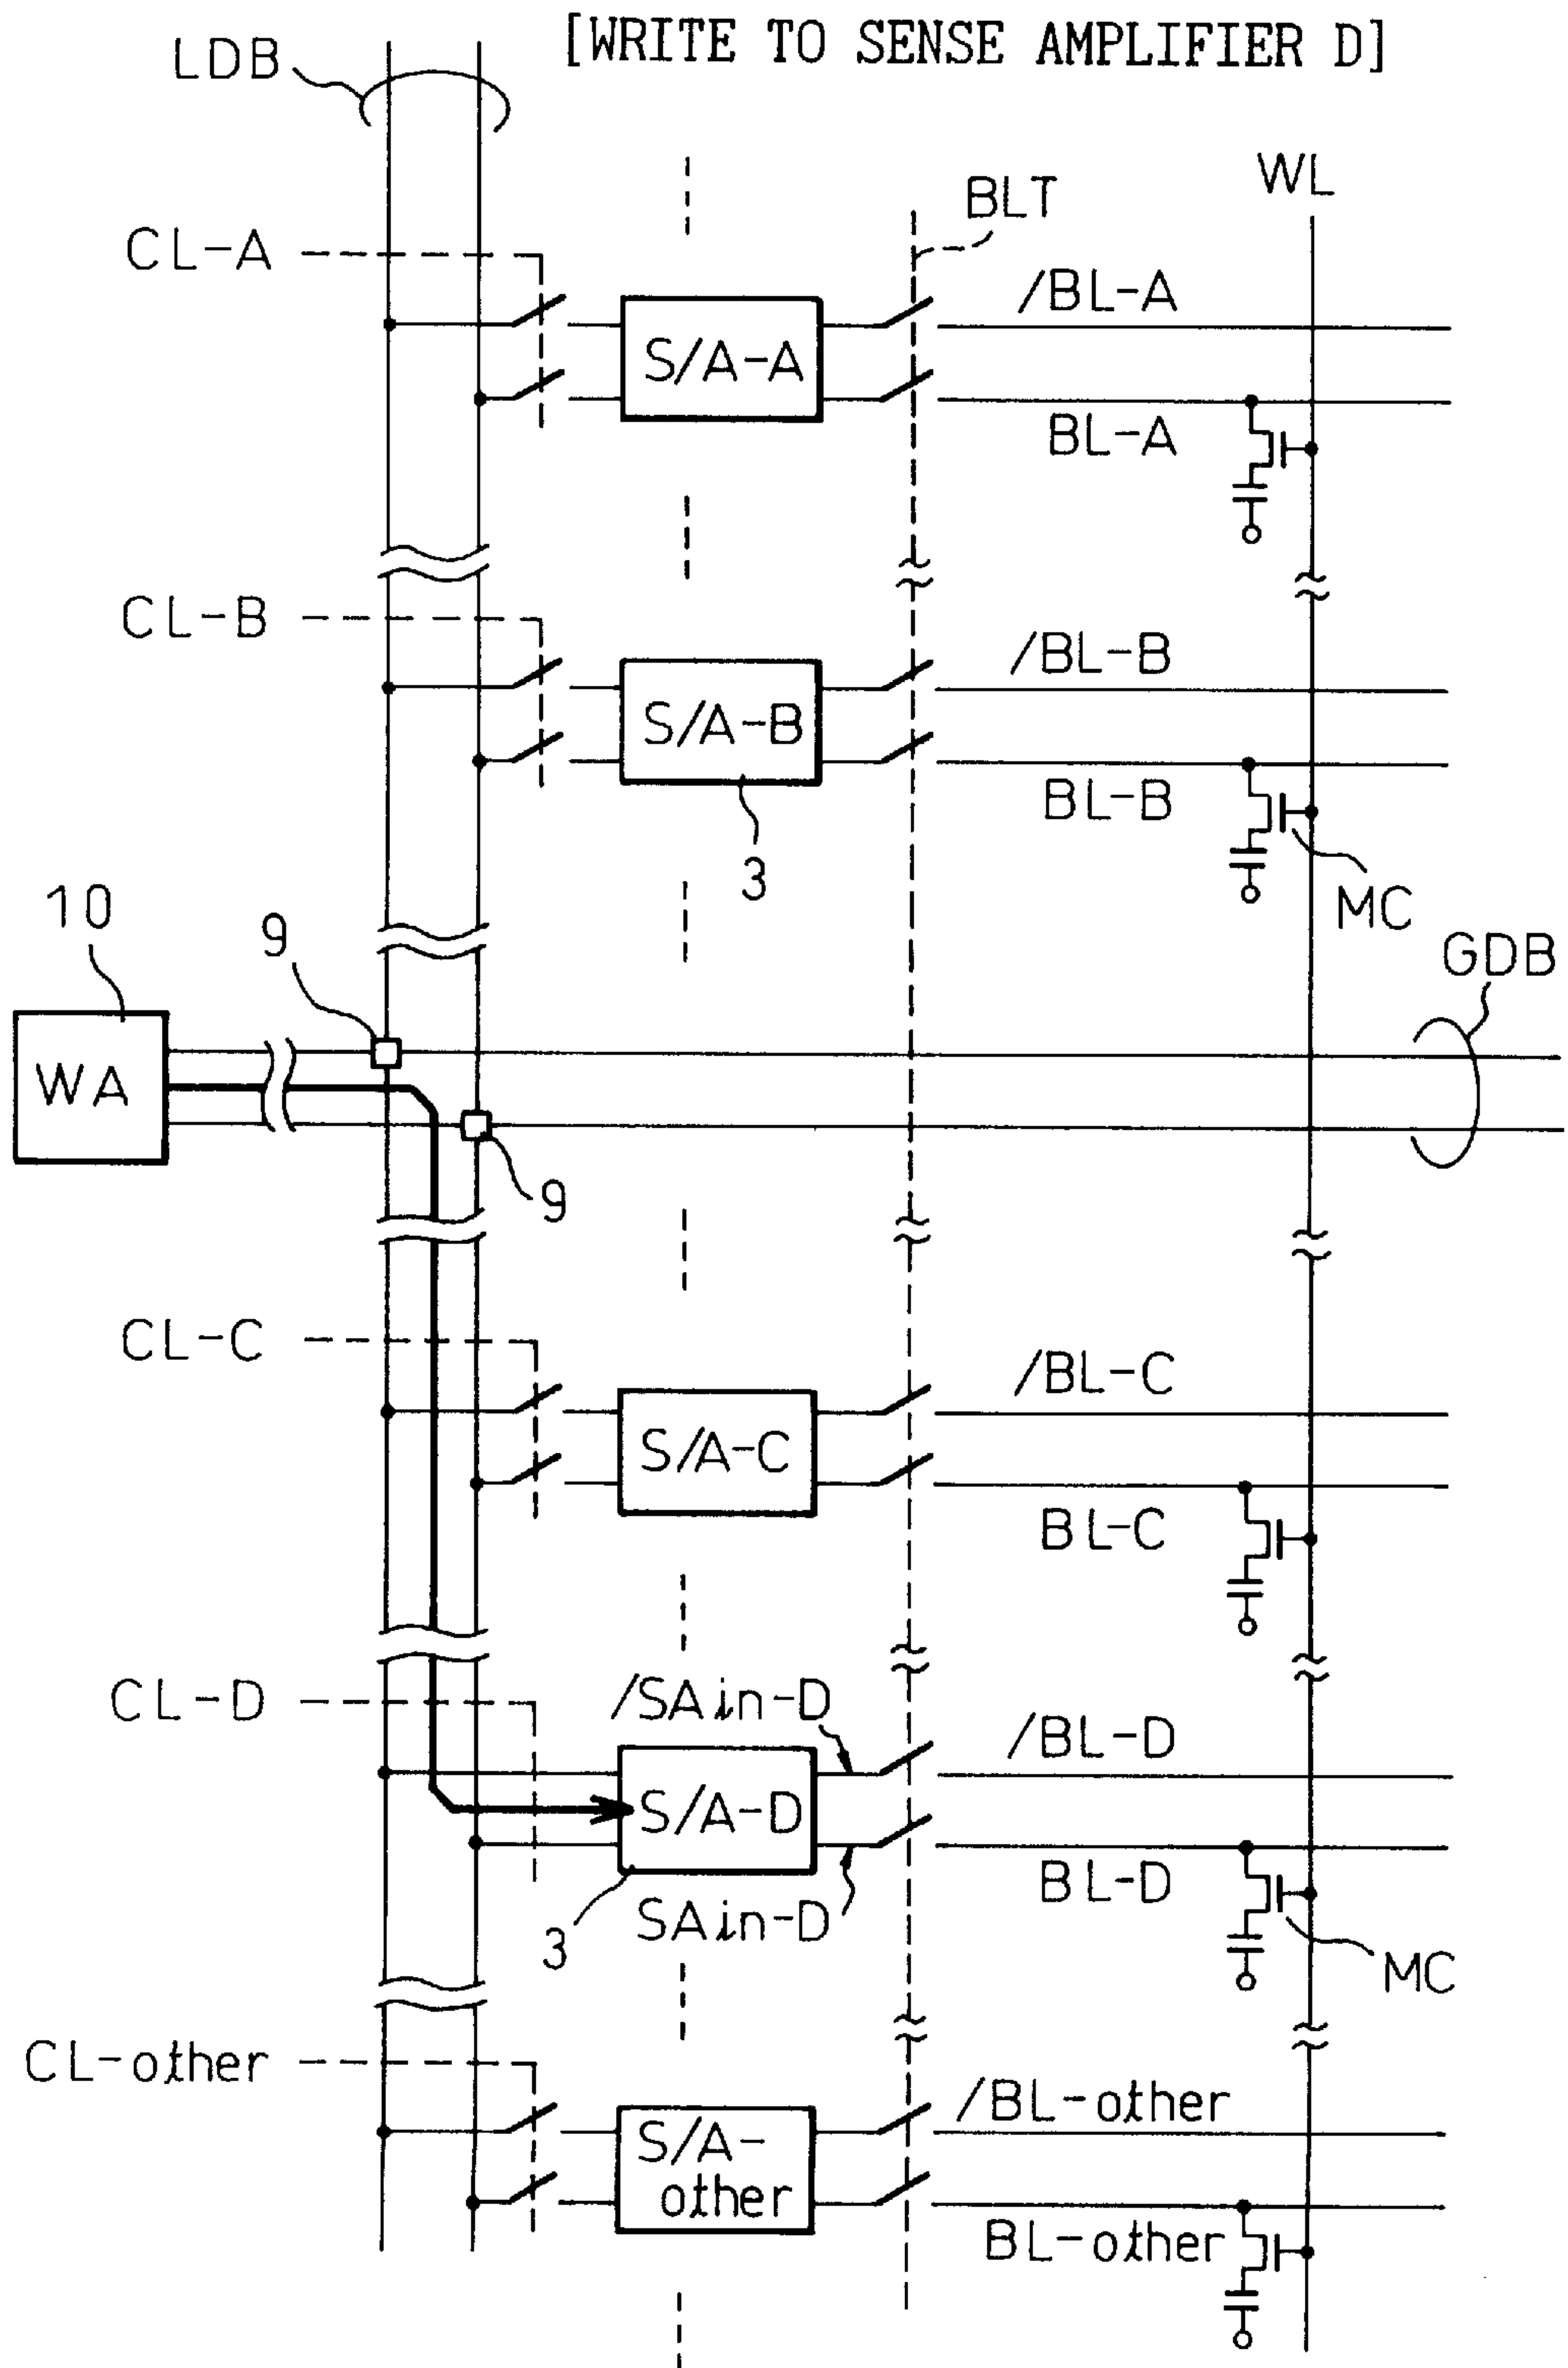 [WRITE TO SENSE AMPLIFIER D]
LDB
WL
BLT
CL-A
/BL-A
S/A-A
BL-A
CL-B
/BL-B
S/A-B
BL-B
3
MC
10
9
GDB
WA
9
CL-C
/BL-C
S/A-C
BL-C
CL-D
/SAin-D
/BL-D
S/A-D
BL-D
3
SAin-D
MC
CL-other
/BL-other
S/A-
other
BL-other